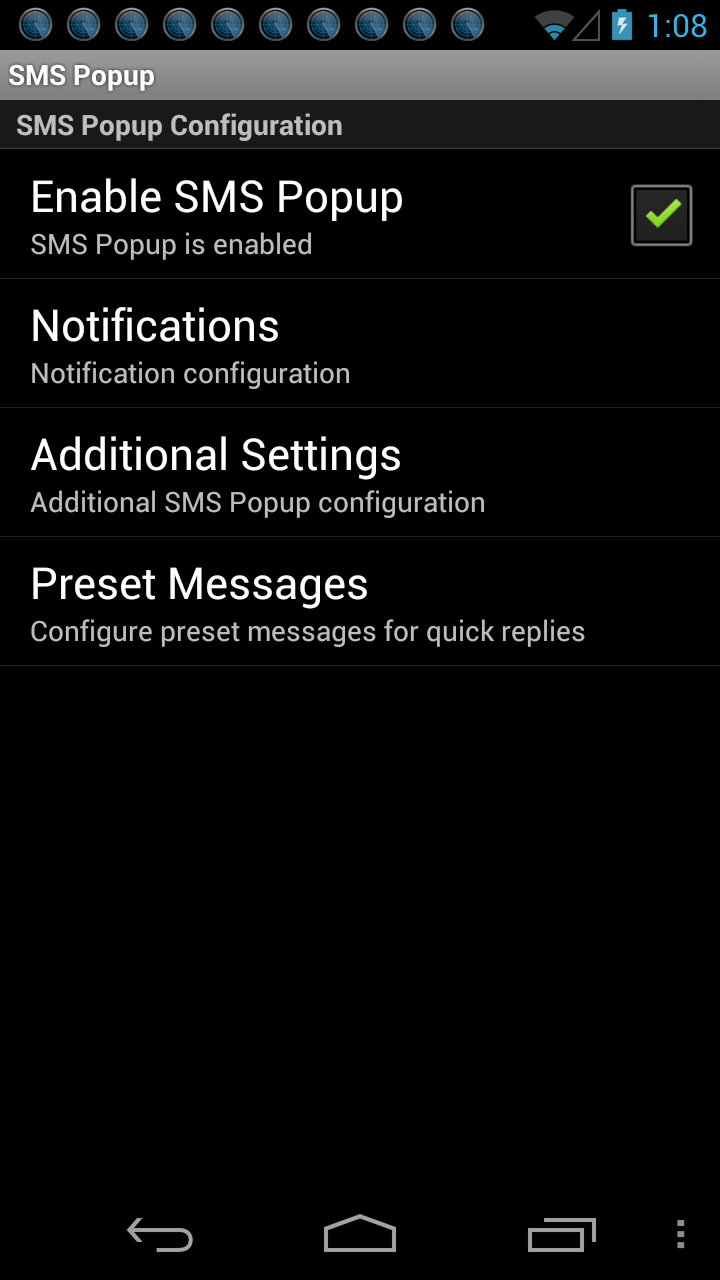 1:08
SMS Popup
SMS Popup Configuration
Enable SMS Popup
SMS Popup is enabled
Notifications
Notification configuration
Additional Settings
Additional SMS Popup configuration
Preset Messages
Configure preset messages for quick replies